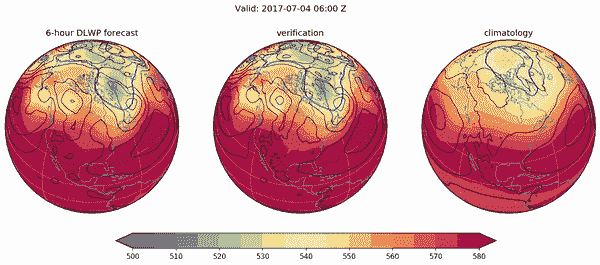 Valid: 2017-07-04 06:00 Z
6-hour DLWP forecast
verification
climatology
500 510 520 530 540 550 560 570 580